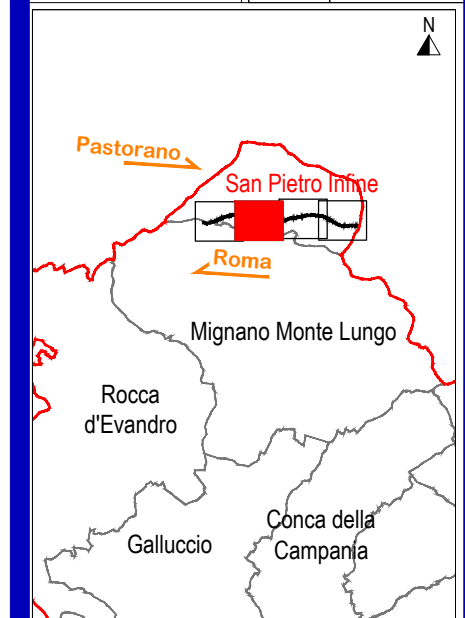 N
Pastorano
San Pietro Infine
Roma
Mignano Monte Lungo
Rocca
d'Evandro
Conca della
Campania
Galluccio